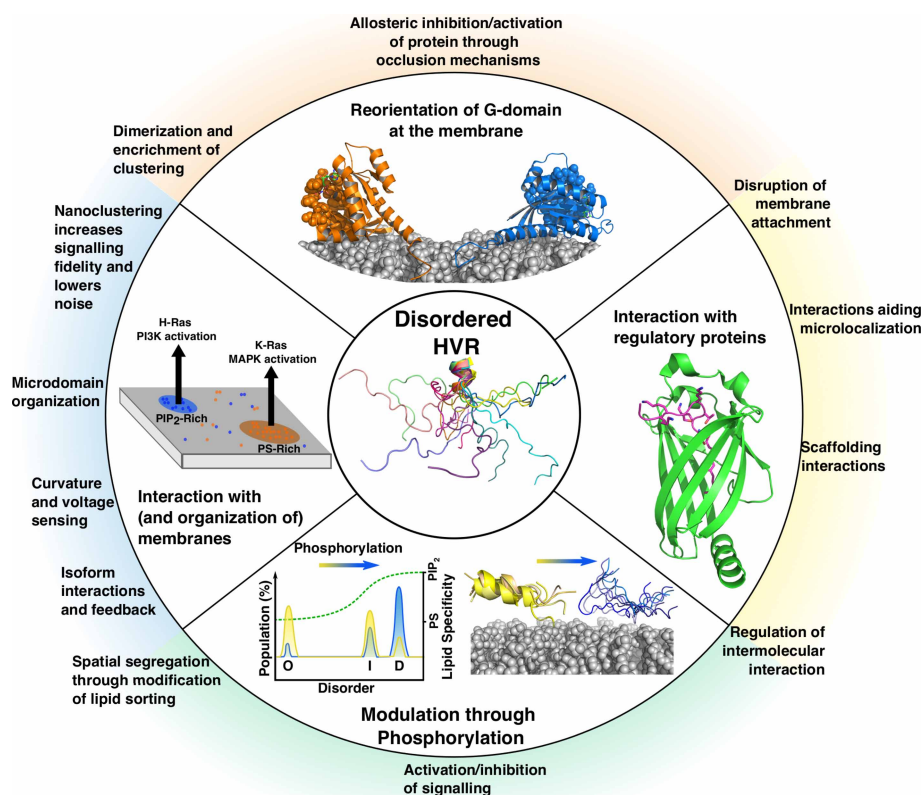 Allosteric inhibition/activation
of protein through
occlusion mechanisms
Reorientation of G-domain
at the membrane
Dimerization and
encrichment of
clustering
Disruption of
membrane
attachment
Nanoclustering
increases
signalling
fidelity and
lowers
noise
Interactions aiding
microlocalization
Interaction with
regulatory proteins
Disordered
HVR
H-Ras
PI3K activation
K-Ras
MAPK activation
PIP2-Rich
PS-Rich
Microdomain
organization
Scaffolding
interactions
Curvature and
voltage
sensing
Interaction with
(and organization of)
membranes
Isoform
interactions
and feedback
Phosphorylation
Population (%)
O
I
D
Disorder
PIP2
PS
Lipid Specificity
Regulation of
intermolecular
interaction
Spatial segregation
through modification
of lipid sorting
Modulation through
Phosphorylation
Activation/inhibition
of signalling